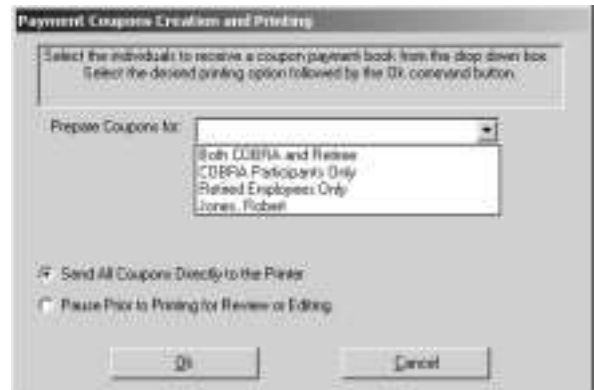 Payment Coupons Creation and Printing
Select the individuals to receive a coupon payment book from the drop down box.
Select the desired printing option followed by the Ok command button.
Prepare Coupons for:
Both COBRA and Retiree
COBRA Participants Only
Retired Employees Only
Jones, Robert
Send All Coupons Directly to the Printer
Pause Prior to Printing for Review or Editing
Ok Cancel